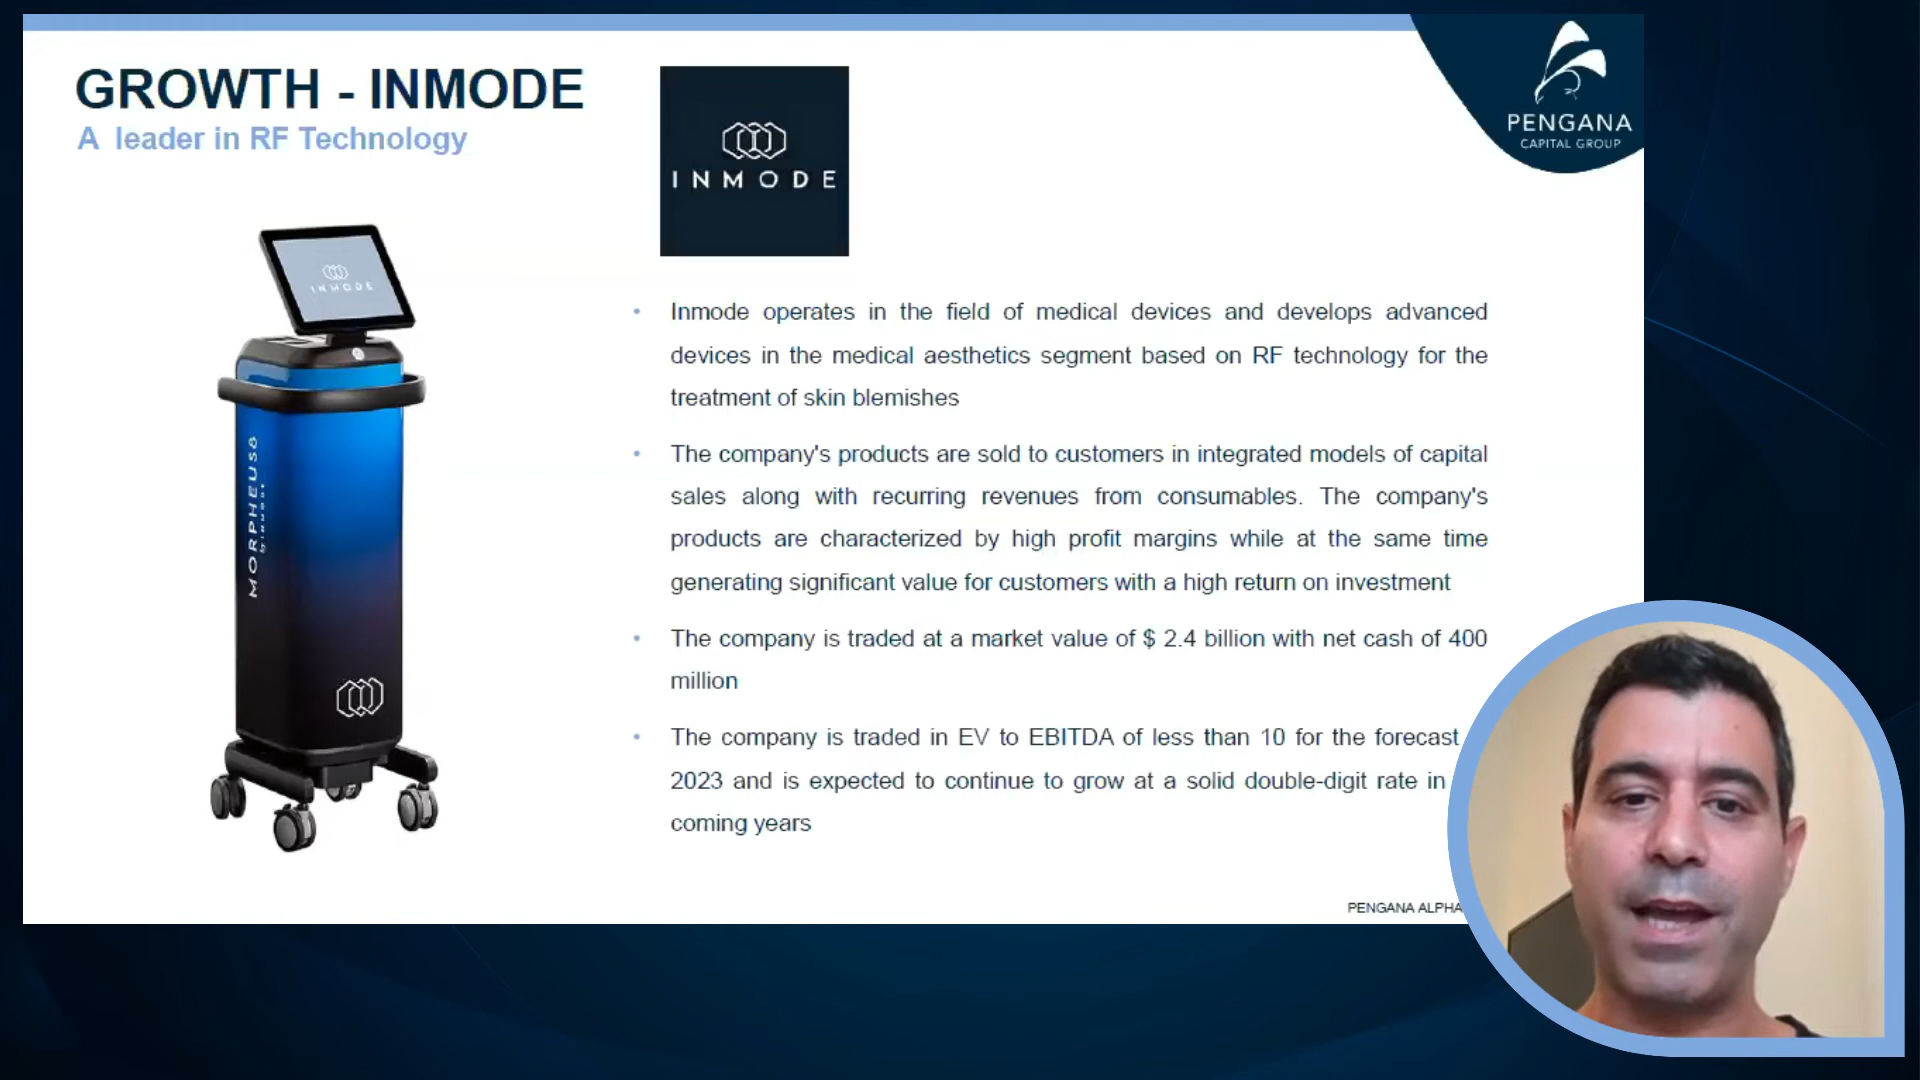 GROWTH - INMODE
A leader in RF Technology
INMODE
PENGANA
CAPITAL GROUP
INMODE
MORPHEUS8
by INMODE
• Inmode operates in the field of medical devices and develops advanced
devices in the medical aesthetics segment based on RF technology for the
treatment of skin blemishes
• The company's products are sold to customers in integrated models of capital
sales along with recurring revenues from consumables. The company's
products are characterized by high profit margins while at the same time
generating significant value for customers with a high return on investment
• The company is traded at a market value of $ 2.4 billion with net cash of 400
million
• The company is traded in EV to EBITDA of less than 10 for the forecast
2023 and is expected to continue to grow at a solid double-digit rate in
coming years
PENGANA ALPHA